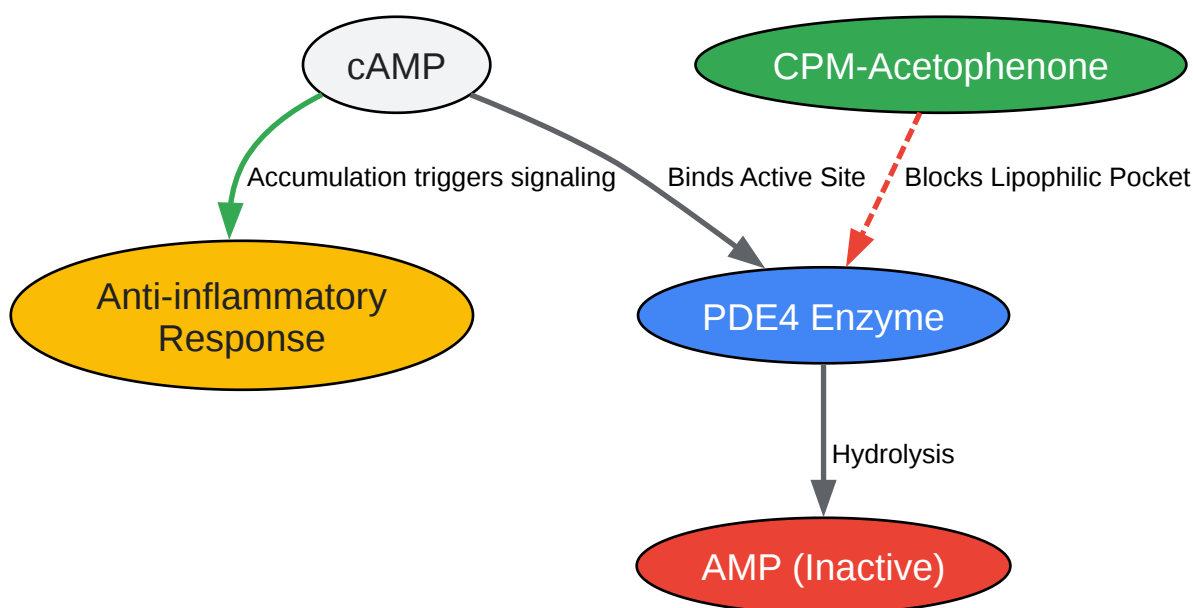 cAMP
CPM-Acetophenone
Accumulation triggers signaling
Binds Active Site
Blocks Lipophilic Pocket
Anti-inflammatory
Response
PDE4 Enzyme
Hydrolysis
AMP (Inactive)